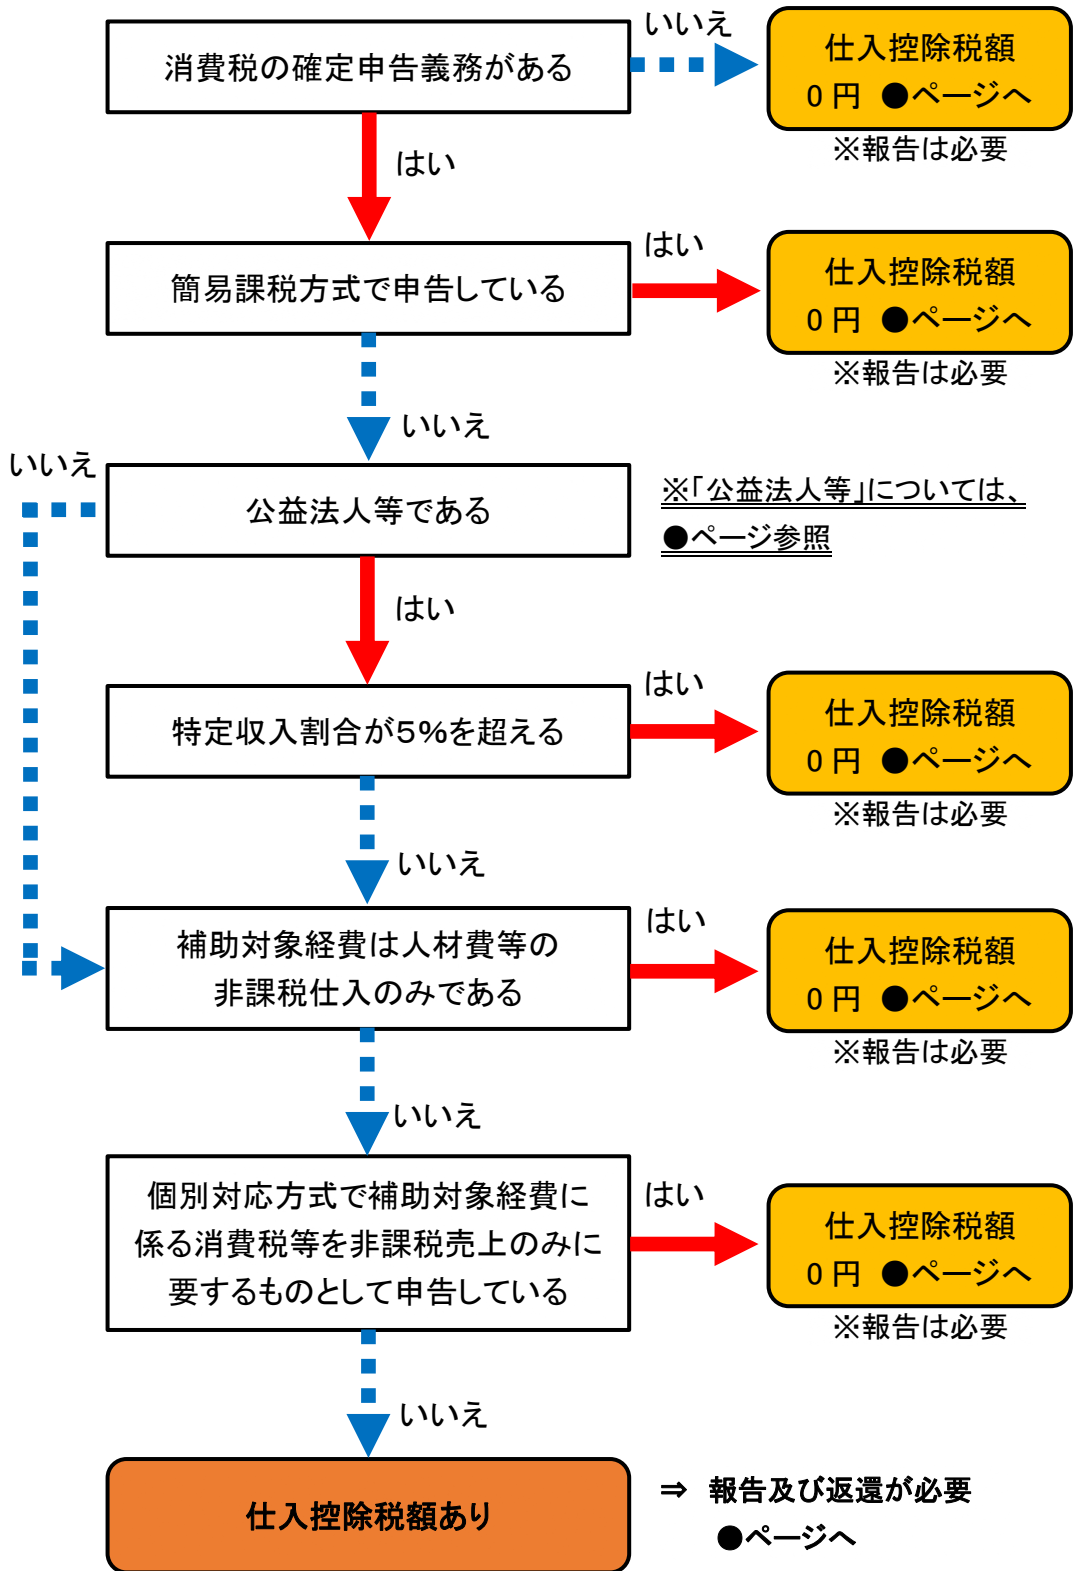 いいえ
消費税の確定申告義務がある
仕入控除税額
0 円 ●ページへ
※報告は必要
はい
はい
簡易課税方式で申告している
仕入控除税額
0 円 ●ページへ
※報告は必要
いいえ
いいえ
公益法人等である
※「公益法人等」については、
●ページ参照
はい
はい
特定収入割合が5%を超える
仕入控除税額
0 円 ●ページへ
※報告は必要
いいえ
はい
補助対象経費は人材費等の
非課税仕入のみである
仕入控除税額
0 円 ●ページへ
※報告は必要
いいえ
はい
個別対応方式で補助対象経費に
係る消費税等を非課税売上のみに
要するものとして申告している
仕入控除税額
0 円 ●ページへ
※報告は必要
いいえ
仕入控除税額あり
⇒ 報告及び返還が必要
●ページへ